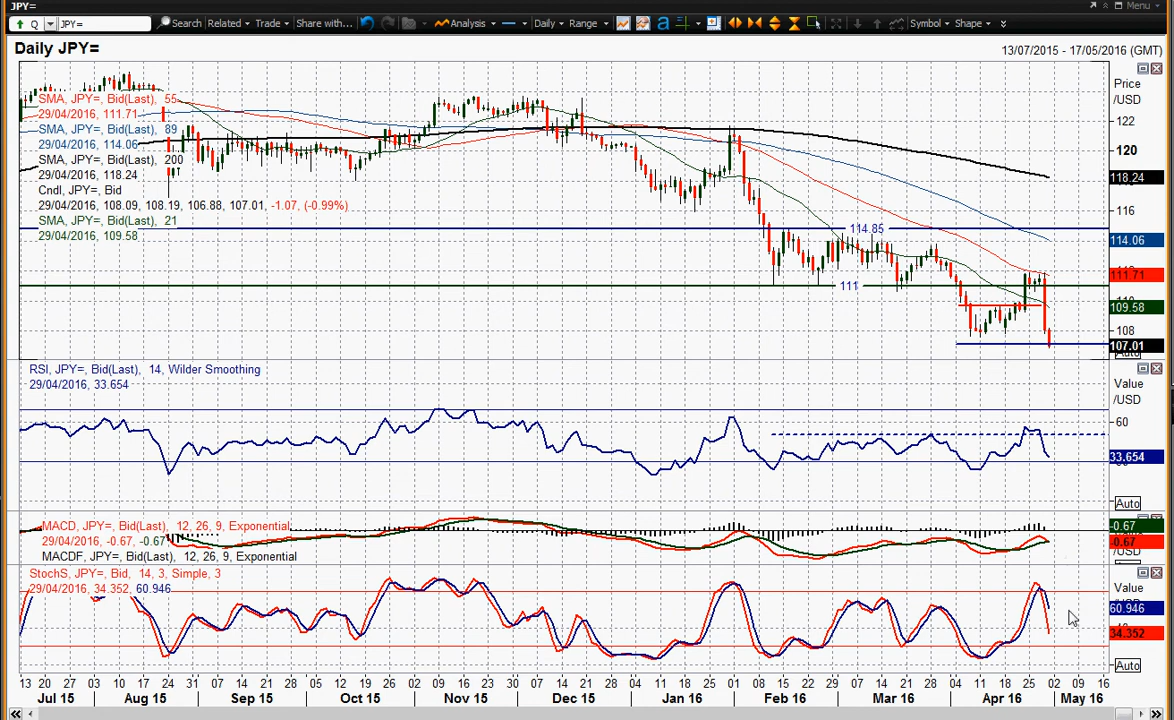 JPY=
Menu
Q JPY= Search Related Trade Share with... Analysis Daily Range a Symbol Shape
Daily JPY=
13/07/2015 - 17/05/2016 (GMT)
SMA, JPY=, Bid(Last), 55
29/04/2016, 111.71
SMA, JPY=, Bid(Last), 89
29/04/2016, 114.06
SMA, JPY=, Bid(Last), 200
29/04/2016, 118.24
Cndl, JPY=, Bid
29/04/2016, 108.09, 108.19, 106.88, 107.01, -1.07, (-0.99%)
SMA, JPY=, Bid(Last), 21
29/04/2016, 109.58
114.85
111
Price
/USD
122
120
118.24
116
114.06
111.71
109.58
108
107.01
Auto
RSI, JPY=, Bid(Last), 14, Wilder Smoothing
29/04/2016, 33.654
Value
/USD
60
33.654
Auto
MACD, JPY=, Bid(Last), 12, 26, 9, Exponential
29/04/2016, -0.67, -0.67
MACDF, JPY=, Bid(Last), 12, 26, 9, Exponential
-0.67
-0.67
/USD
StochS, JPY=, Bid, 14, 3, Simple, 3
29/04/2016, 34.352, 60.946
Value
60.946
34.352
Auto
13 20 27 03 10 17 24 31 07 14 21 28 05 12 19 26 02 09 16 23 30 07 14 21 28 04 11 18 25 01 08 15 22 29 07 14 21 28 04 11 18 25 02 09 16
Jul 15 Aug 15 Sep 15 Oct 15 Nov 15 Dec 15 Jan 16 Feb 16 Mar 16 Apr 16 May 16